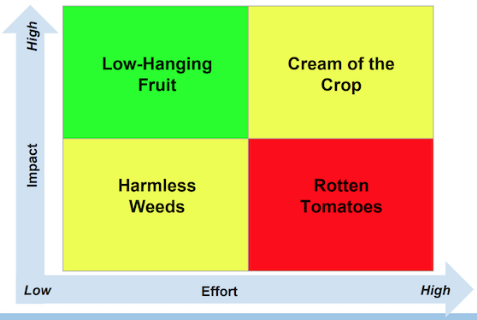 High
Low-Hanging
Fruit
Cream of the
Crop
Impact
Harmless
Weeds
Rotten
Tomatoes
Low
Effort
High